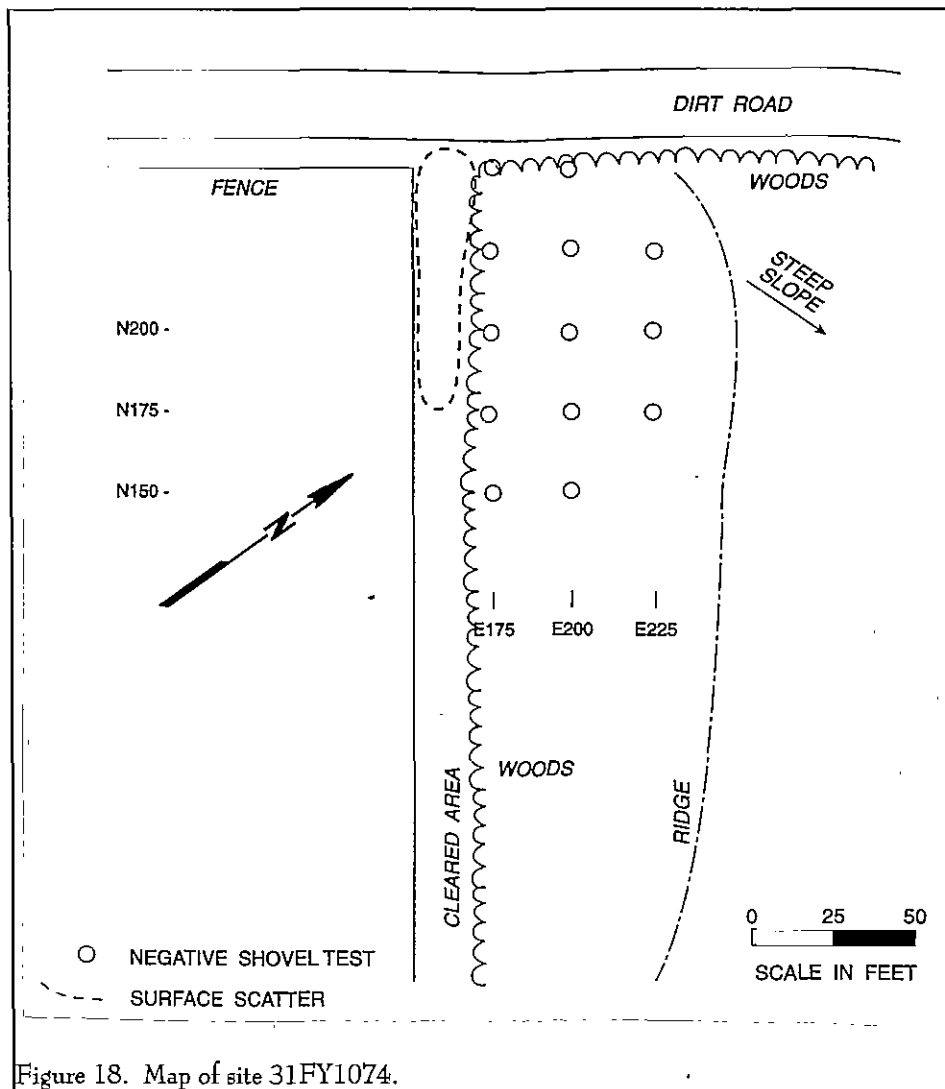 DIRT ROAD
FENCE
WOODS
STEEP
SLOPE
N200 -
N175 -
N150 -
N
E175 E200 E225
WOODS
CLEARED AREA
RIDGE
0 25 50
SCALE IN FEET
NEGATIVE SHOVEL TEST
SURFACE SCATTER
Figure 18. Map of site 31FY1074.